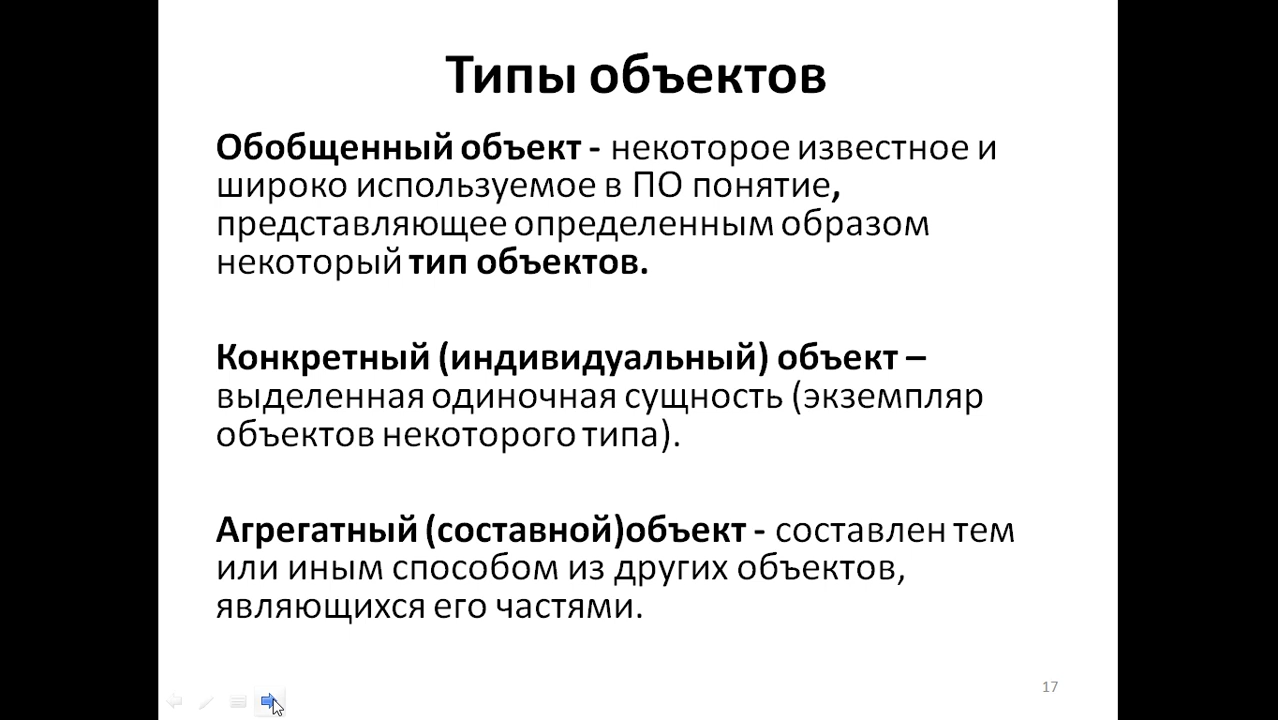 Типы объектов
Обобщенный объект - некоторое известное и
широко используемое в ПО понятие,
представляющее определенным образом
некоторый тип объектов.
Конкретный (индивидуальный) объект –
выделенная одиночная сущность (экземпляр
объектов некоторого типа).
Агрегатный (составной)объект - составлен тем
или иным способом из других объектов,
являющихся его частями.
17